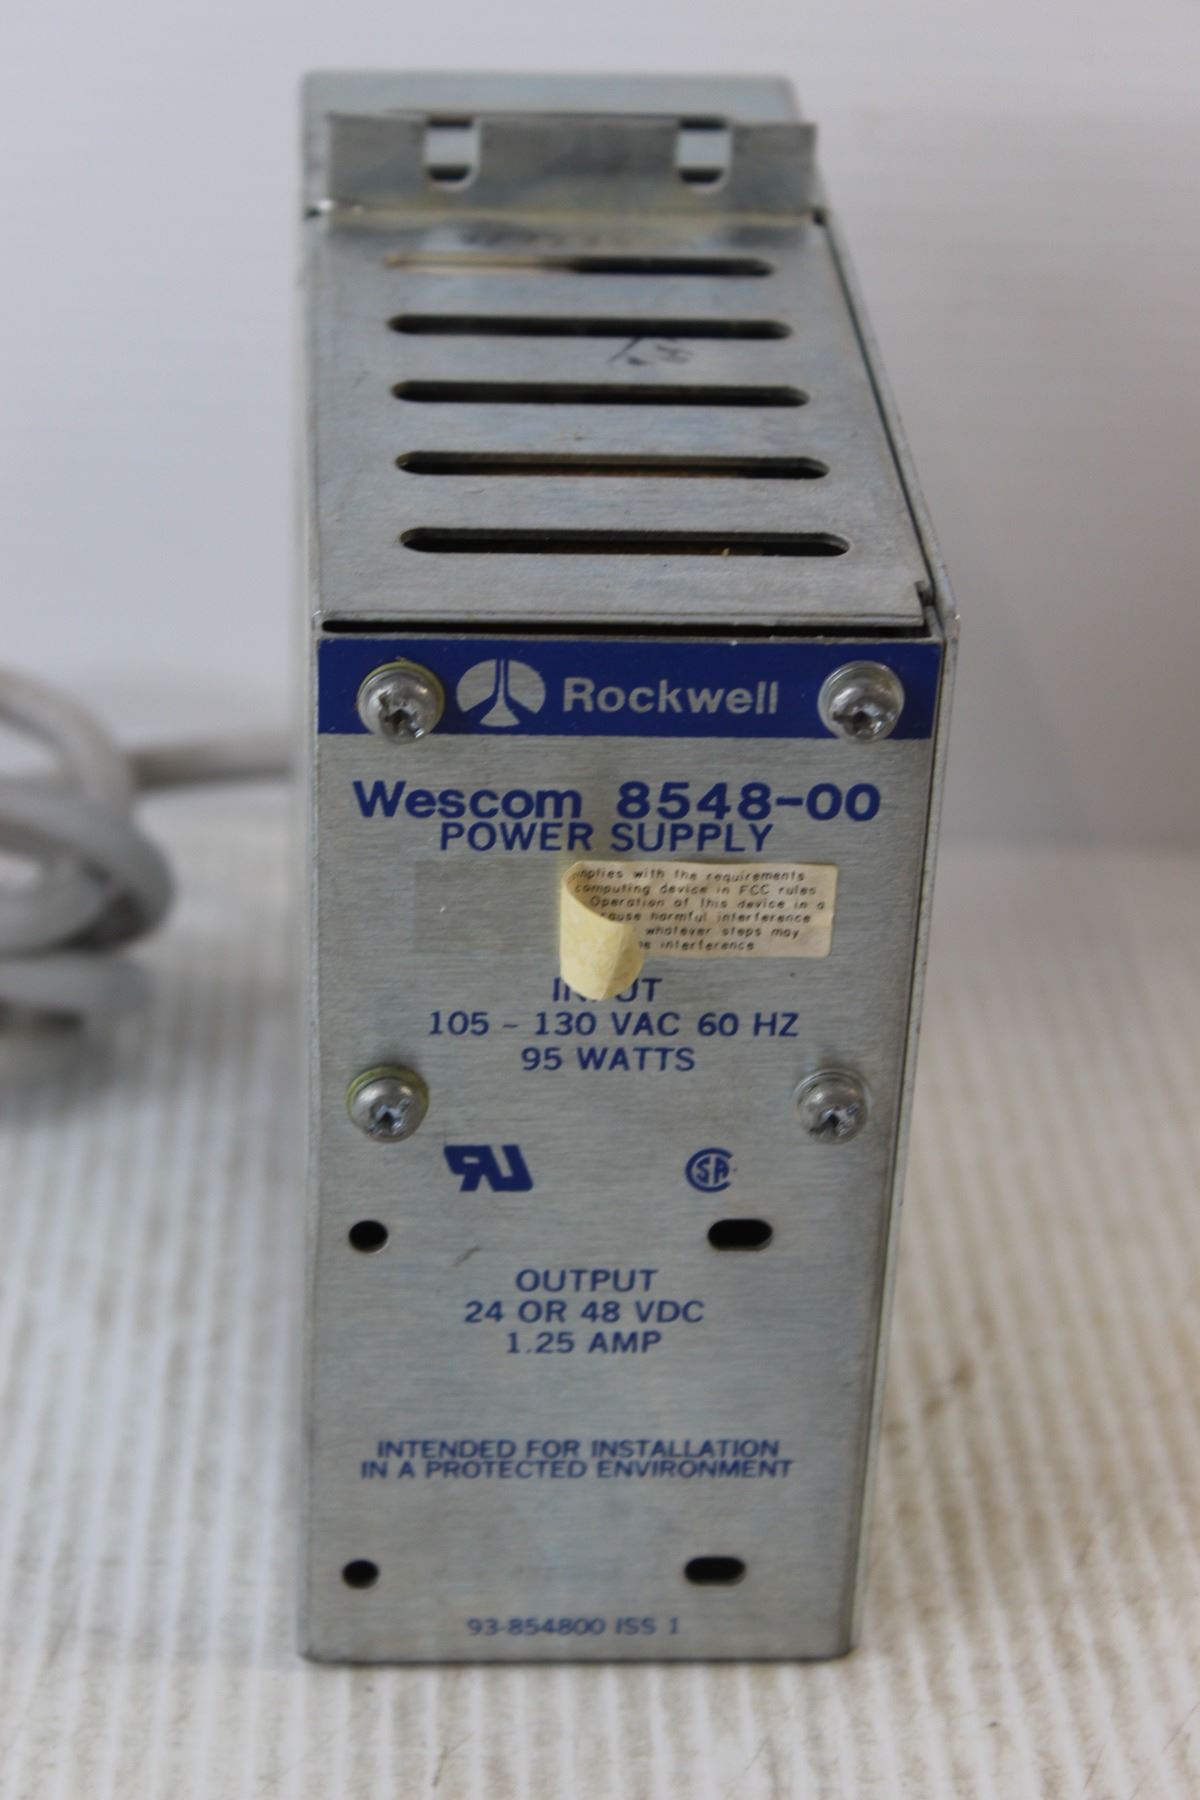 Rockwell
Wescom 8548-00
POWER SUPPLY
with the requirements
computing device in FCC rules
Operation of this device in a
cause harmful interference
whatever steps may
interference
INPUT
105 - 130 VAC 60 HZ
95 WATTS
RU
CSA
OUTPUT
24 OR 48 VDC
1.25 AMP
INTENDED FOR INSTALLATION
IN A PROTECTED ENVIRONMENT
93-854800 ISS 1